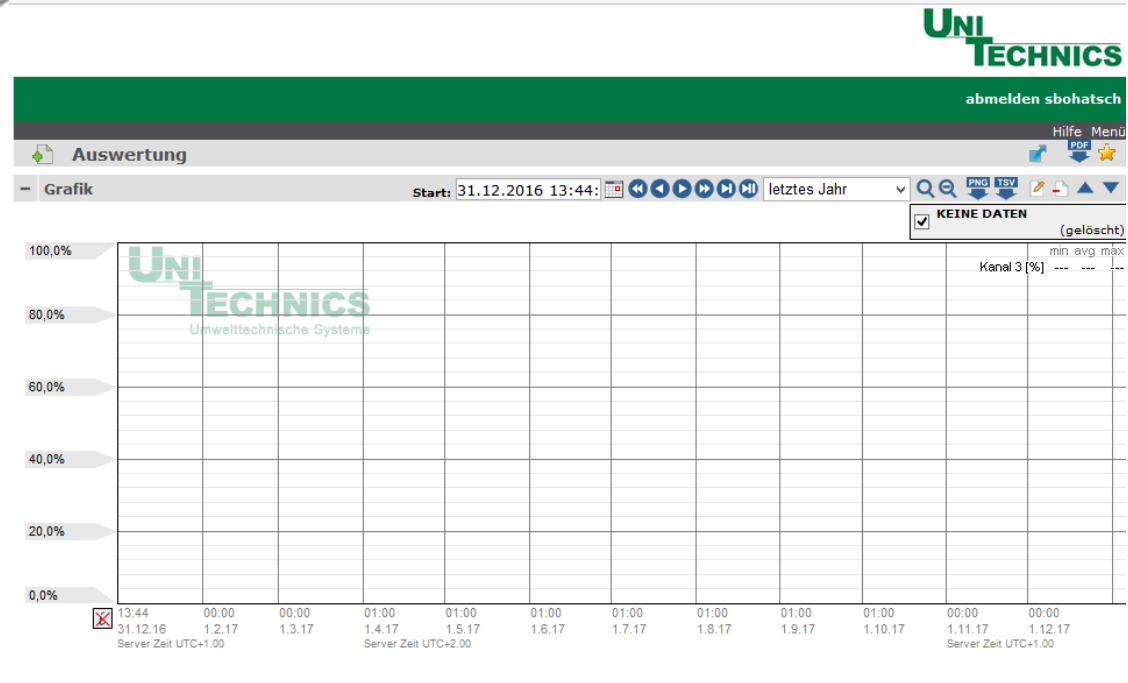 UNI
TECHNICS
abmelden sbohatsch
Hilfe Menü
Auswertung
PDF
Grafik
Start: 31.12.2016 13:44:
letztes Jahr
PNG TSV
KEINE DATEN
(gelöscht)
min avg max
Kanal 3 [%] --- --- ---
100,0%
UNI
TECHNICS
Umwelttechnische Systeme
80,0%
60,0%
40,0%
20,0%
0,0%
13:44 00:00 00:00 01:00 01:00 01:00 01:00 01:00 01:00 01:00 00:00 00:00
31.12.16 1.2.17 1.3.17 1.4.17 1.5.17 1.6.17 1.7.17 1.8.17 1.9.17 1.10.17 1.11.17 1.12.17
Server Zeit UTC+1.00 Server Zeit UTC+2.00 Server Zeit UTC+1.00